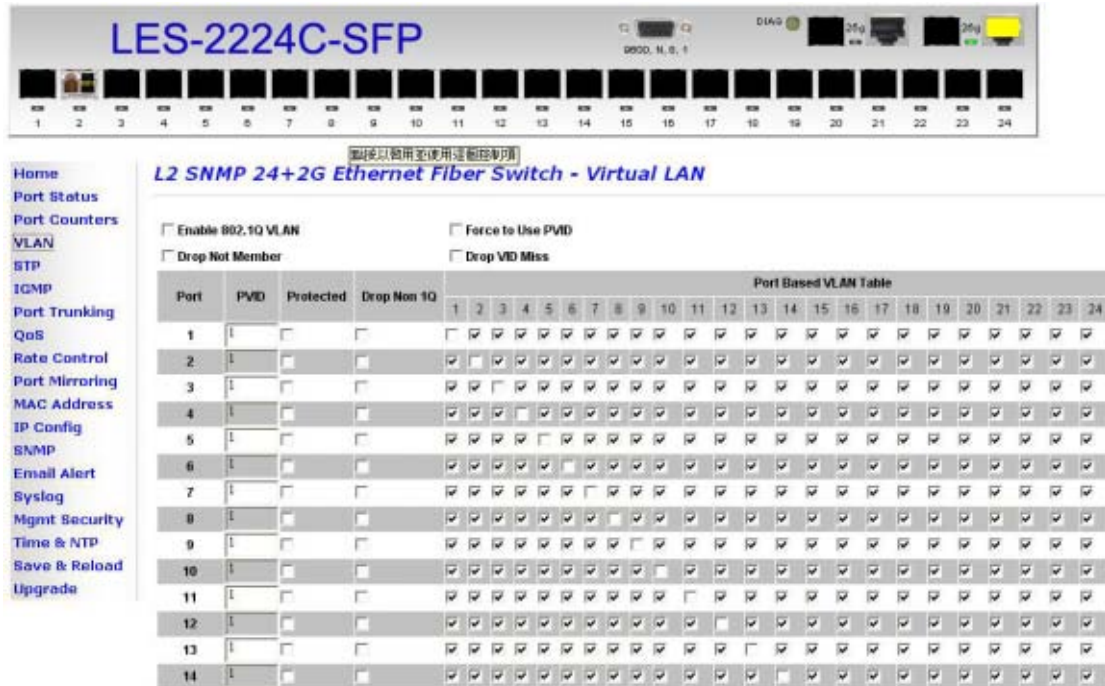 LES-2224C-SFP
9600, N, 8, 1
DIAG
26g
1 2 3 4 5 6 7 8 9 10 11 12 13 14 15 16 17 18 19 20 21 22 23 24
Home
Port Status
Port Counters
VLAN
STP
IGMP
Port Trunking
QoS
Rate Control
Port Mirroring
MAC Address
IP Config
SNMP
Email Alert
Syslog
Mgmt Security
Time & NTP
Save & Reload
Upgrade
L2 SNMP 24+2G Ethernet Fiber Switch - Virtual LAN
Enable 802.1Q VLAN Force to Use PVID
Drop Not Member Drop VID Miss
Port PVID Protected Drop Non 1Q Port Based VLAN Table
1 2 3 4 5 6 7 8 9 10 11 12 13 14 15 16 17 18 19 20 21 22 23 24
1 1
2 1
3 1
4 1
5 1
6 1
7 1
8 1
9 1
10 1
11 1
12 1
13 1
14 1